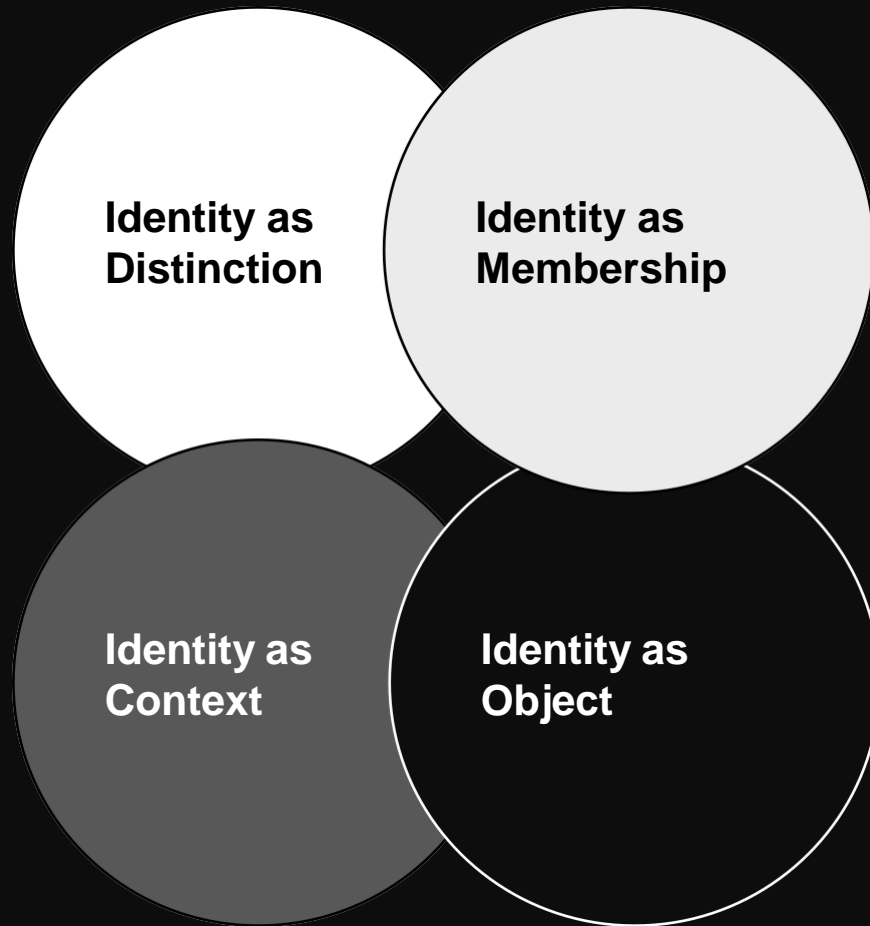 Identity as
Distinction
Identity as
Membership
Identity as
Context
Identity as
Object